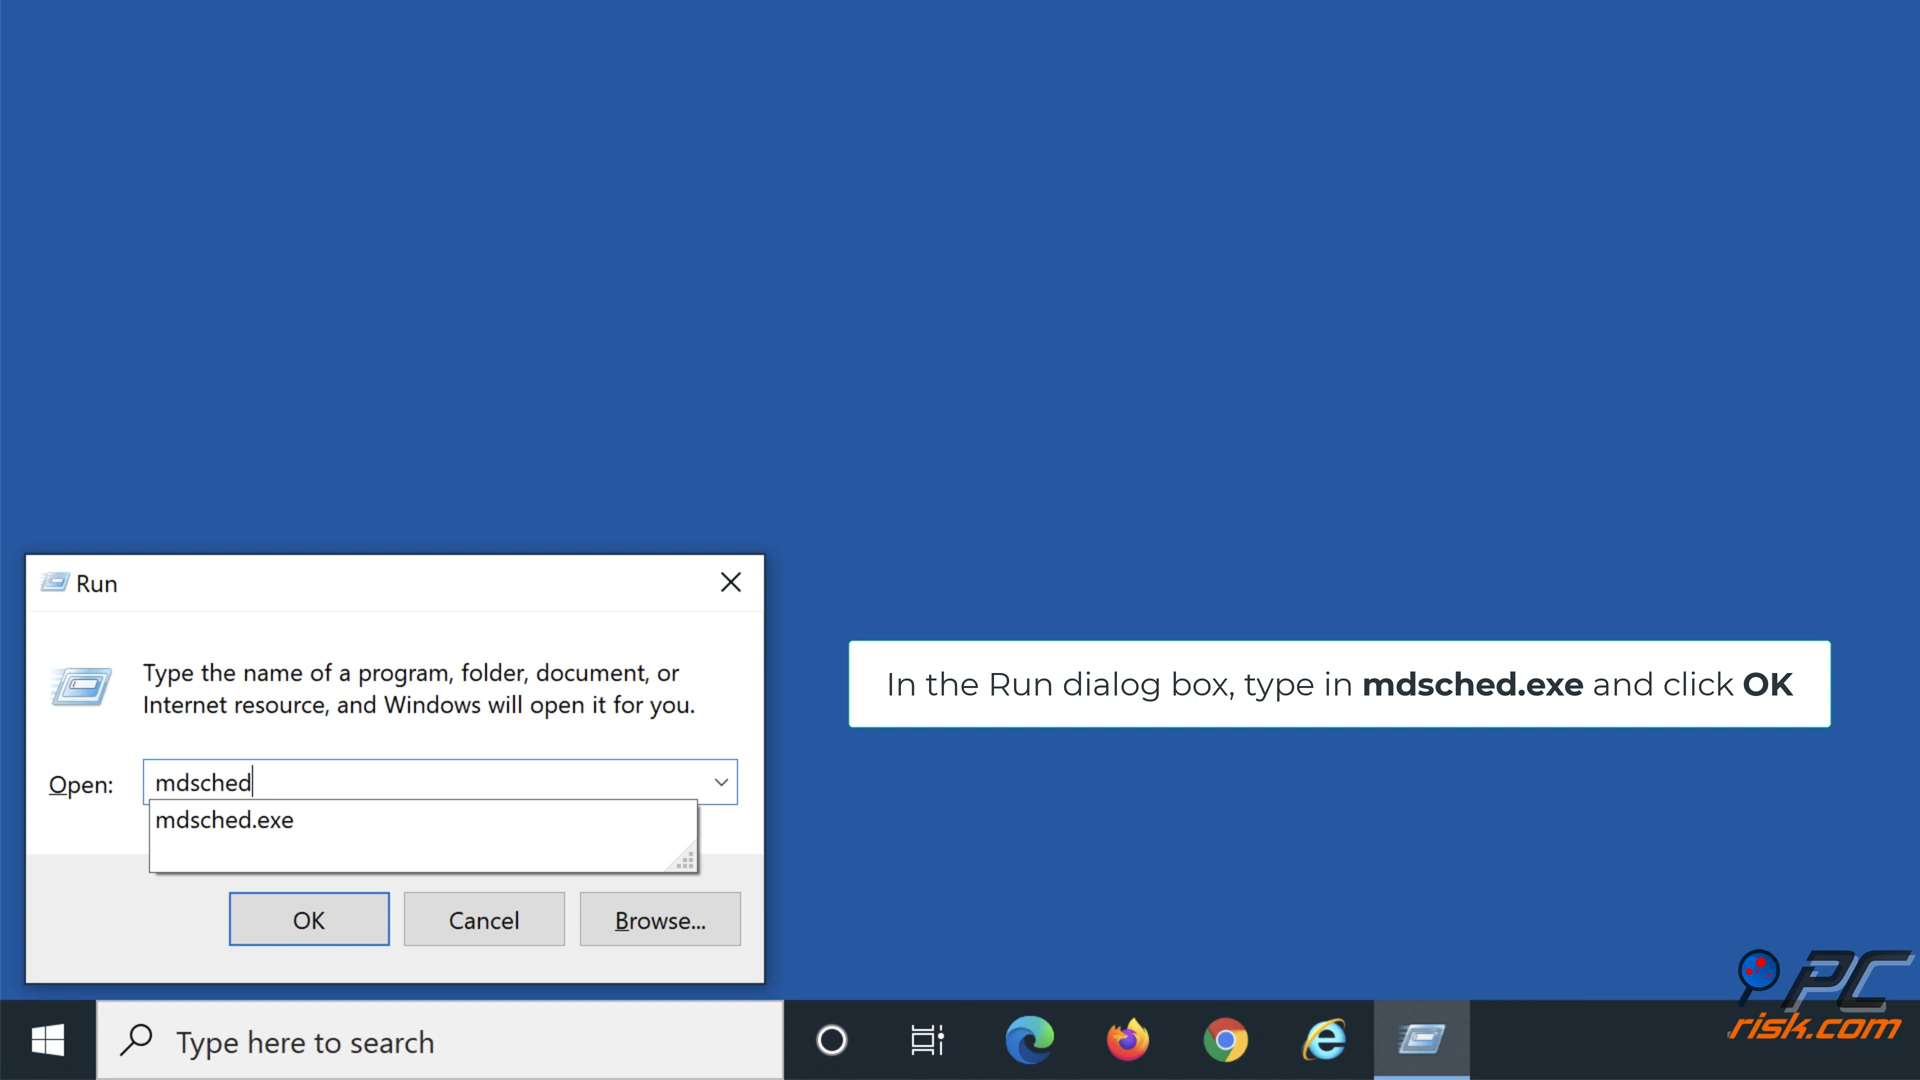 Run
Type the name of a program, folder, document, or
Internet resource, and Windows will open it for you.
Open:
mdsched
mdsched.exe
OK
Cancel
Browse...
In the Run dialog box, type in mdsched.exe and click OK
Type here to search
PC
risk.com